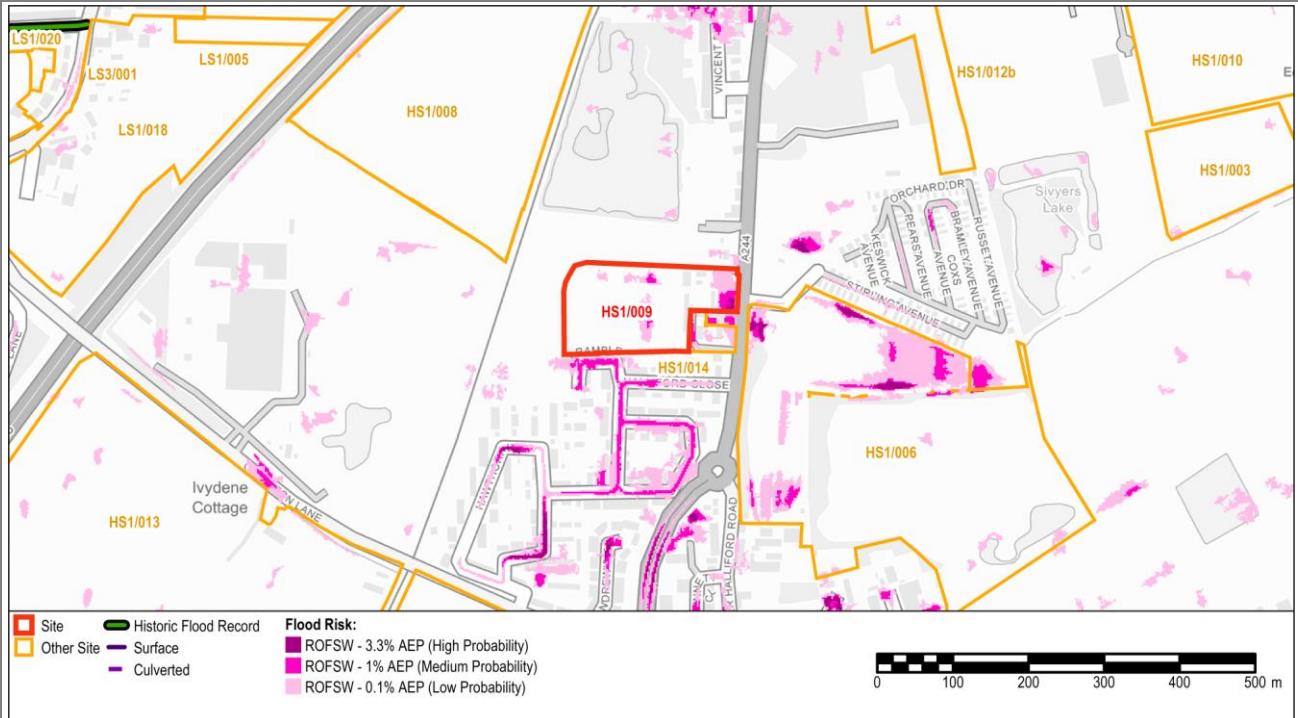 LS1/020
LS3/001
LS1/005
LS1/018
HS1/008
VINCENT
HS1/012b
HS1/010
HS1/003
Sivyers
Lake
ORCHARD DR
KESWICK
AVENUE
PEARS AVENUE
COXS
AVENUE
BRAMLEY AVENUE
RUSSET AVENUE
A244
STIRLING AVENUE
HS1/009
HS1/014
HS1/006
HS1/013
Ivydene
Cottage
LANE
HALLIFORD ROAD
Site
Other Site
Historic Flood Record
Surface
Culverted
Flood Risk:
ROFSW - 3.3% AEP (High Probability)
ROFSW - 1% AEP (Medium Probability)
ROFSW - 0.1% AEP (Low Probability)
0 100 200 300 400 500 m